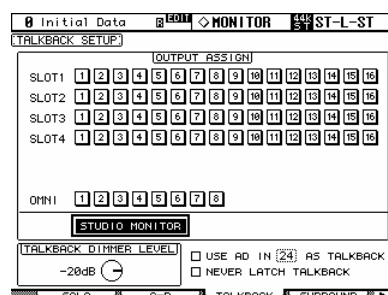 0 Initial Data EDIT MONITOR 44k ST ST-L-ST
TALKBACK SETUP
OUTPUT ASSIGN
SLOT1 1 2 3 4 5 6 7 8 9 10 11 12 13 14 15 16
SLOT2 1 2 3 4 5 6 7 8 9 10 11 12 13 14 15 16
SLOT3 1 2 3 4 5 6 7 8 9 10 11 12 13 14 15 16
SLOT4 1 2 3 4 5 6 7 8 9 10 11 12 13 14 15 16
OMNI 1 2 3 4 5 6 7 8
STUDIO MONITOR
TALKBACK DIMMER LEVEL
-20dB
USE AD IN 24 AS TALKBACK
NEVER LATCH TALKBACK
TALKBACK SURROUND